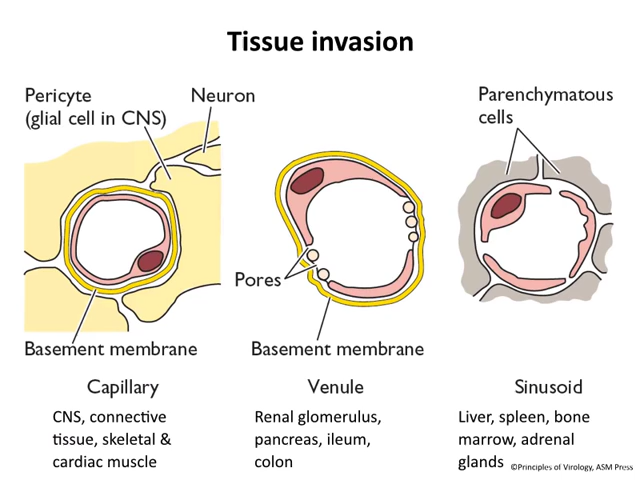 Tissue invasion
Pericyte
(glial cell in CNS)
Neuron
Parenchymatous
cells
Pores
Basement membrane
Basement membrane
Capillary
Venule
Sinusoid
CNS, connective
tissue, skeletal &
cardiac muscle
Renal glomerulus,
pancreas, ileum,
colon
Liver, spleen, bone
marrow, adrenal
glands
©Principles of Virology, ASM Press